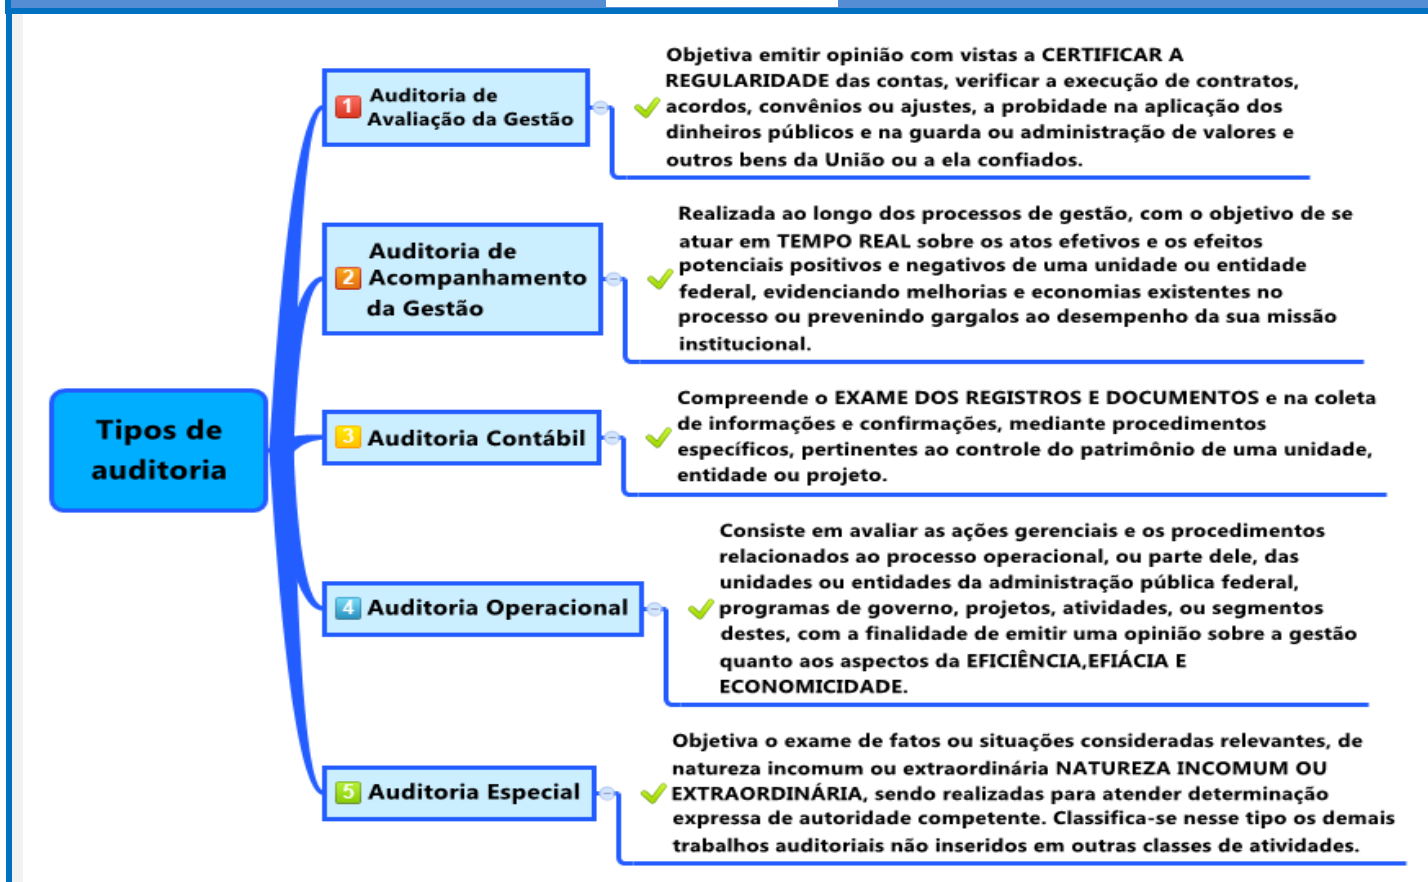 Tipos de
auditoria
1 Auditoria de
Avaliação da Gestão
Objetiva emitir opinião com vistas a CERTIFICAR A
REGULARIDADE das contas, verificar a execução de contratos,
acordos, convênios ou ajustes, a probidade na aplicação dos
dinheiros públicos e na guarda ou administração de valores e
outros bens da União ou a ela confiados.
2 Auditoria de
Acompanhamento
da Gestão
Realizada ao longo dos processos de gestão, com o objetivo de se
atuar em TEMPO REAL sobre os atos efetivos e os efeitos
potenciais positivos e negativos de uma unidade ou entidade
federal, evidenciando melhorias e economias existentes no
processo ou prevenindo gargalos ao desempenho da sua missão
institucional.
3 Auditoria Contábil
Compreende o EXAME DOS REGISTROS E DOCUMENTOS e na coleta
de informações e confirmações, mediante procedimentos
específicos, pertinentes ao controle do patrimônio de uma unidade,
entidade ou projeto.
4 Auditoria Operacional
Consiste em avaliar as ações gerenciais e os procedimentos
relacionados ao processo operacional, ou parte dele, das
unidades ou entidades da administração pública federal,
programas de governo, projetos, atividades, ou segmentos
destes, com a finalidade de emitir uma opinião sobre a gestão
quanto aos aspectos da EFICIÊNCIA,EFIÁCIA E
ECONOMICIDADE.
5 Auditoria Especial
Objetiva o exame de fatos ou situações consideradas relevantes, de
natureza incomum ou extraordinária NATUREZA INCOMUM OU
EXTRAORDINÁRIA, sendo realizadas para atender determinação
expressa de autoridade competente. Classifica-se nesse tipo os demais
trabalhos auditoriais não inseridos em outras classes de atividades.